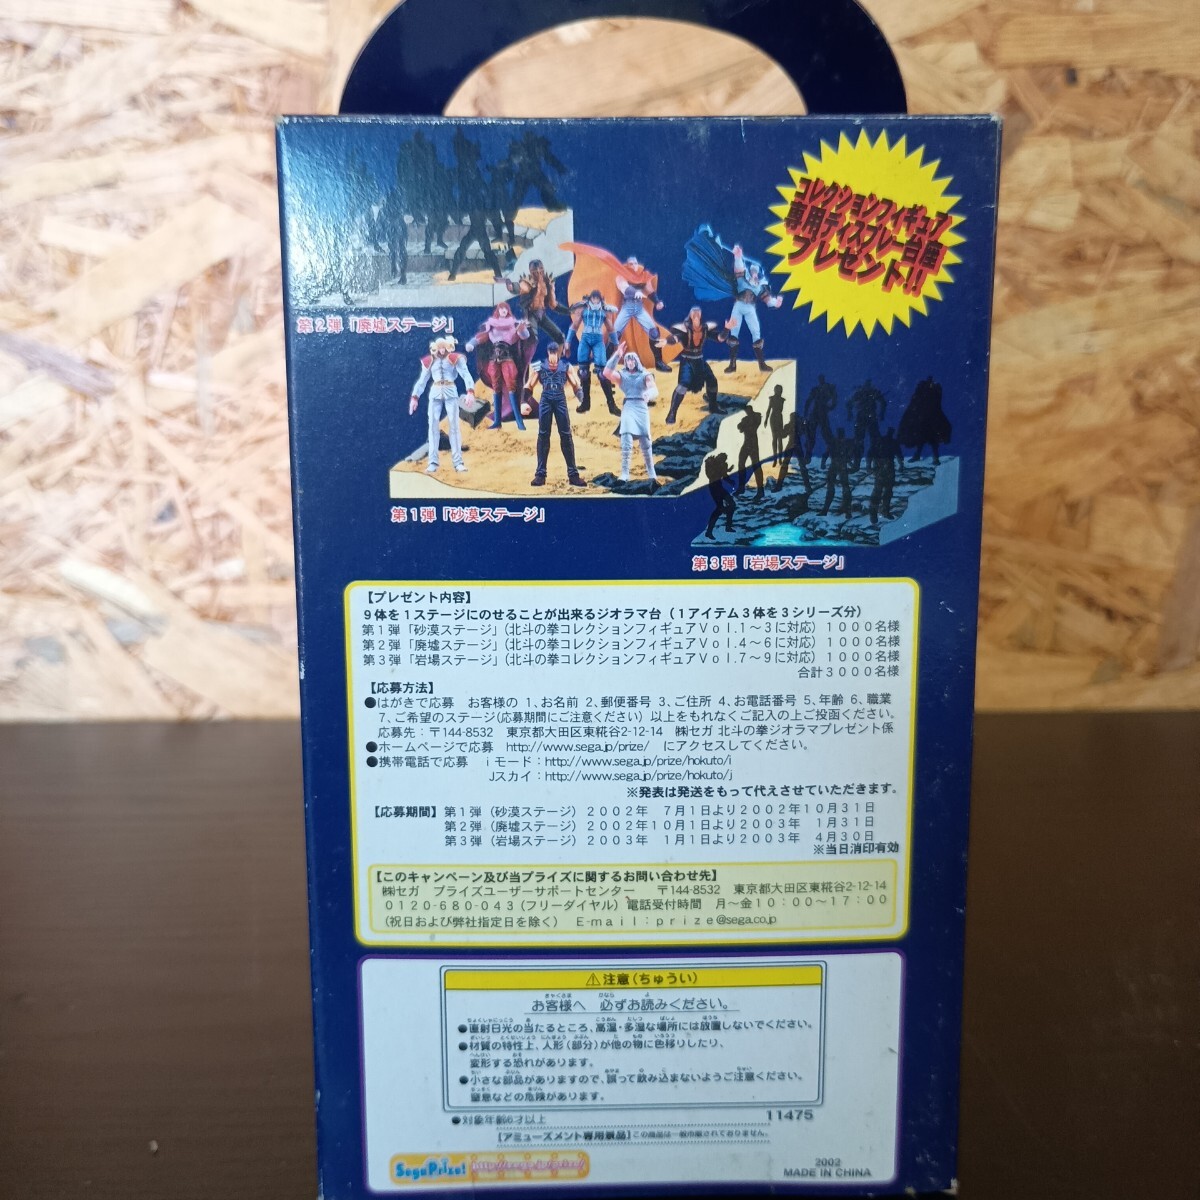 コレクションフィギュア
専用ディスプレー台座
プレゼント!!
第2弾「廃墟ステージ」
第1弾「砂漠ステージ」
第3弾「岩場ステージ」
【プレゼント内容】
9体を1ステージにのせることが出来るジオラマ台（1アイテム3体を3シリーズ分）
第1弾「砂漠ステージ」（北斗の拳コレクションフィギュアVol.1～3に対応）1000名様
第2弾「廃墟ステージ」（北斗の拳コレクションフィギュアVol.4～6に対応）1000名様
第3弾「岩場ステージ」（北斗の拳コレクションフィギュアVol.7～9に対応）1000名様
合計3000名様
【応募方法】
●はがきで応募　お客様の 1、お名前 2、郵便番号 3、ご住所 4、お電話番号 5、年齢 6、職業
7、ご希望のステージ（応募期間にご注意ください）以上をもれなくご記入の上ご投函ください。
応募先：〒144-8532　東京都大田区東糀谷2-12-14　㈱セガ 北斗の拳ジオラマプレゼント係
●ホームページで応募　http://www.sega.jp/prize/　にアクセスしてください。
●携帯電話で応募　iモード：http://www.sega.jp/prize/hokuto/i
Jスカイ：http://www.sega.jp/prize/hokuto/j
※発表は発送をもって代えさせていただきます。
【応募期間】第1弾（砂漠ステージ）2002年　7月1日より2002年10月31日
第2弾（廃墟ステージ）2002年10月1日より2003年　1月31日
第3弾（岩場ステージ）2003年　1月1日より2003年　4月30日
※当日消印有効
【このキャンペーン及び当プライズに関するお問い合わせ先】
㈱セガ　プライズユーザーサポートセンター　〒144-8532　東京都大田区東糀谷2-12-14
0120-680-043（フリーダイヤル）電話受付時間　月～金10：00～17：00
（祝日および弊社指定日を除く）　E-mail：prize@sega.co.jp
⚠注意（ちゅうい）
お客様へ　必ずお読みください。
●直射日光の当たるところ、高温・多湿な場所には放置しないでください。
●材質の特性上、人形（部分）が他の物に色移りしたり、
変形する恐れがあります。
●小さな部品がありますので、誤って飲み込まないようご注意ください。
窒息などの危険があります。
●対象年齢6才以上
11475
【アミューズメント専用景品】この商品は一般市販されておりません。
SegaPrize! http://sega.jp/prize/
2002
MADE IN CHINA